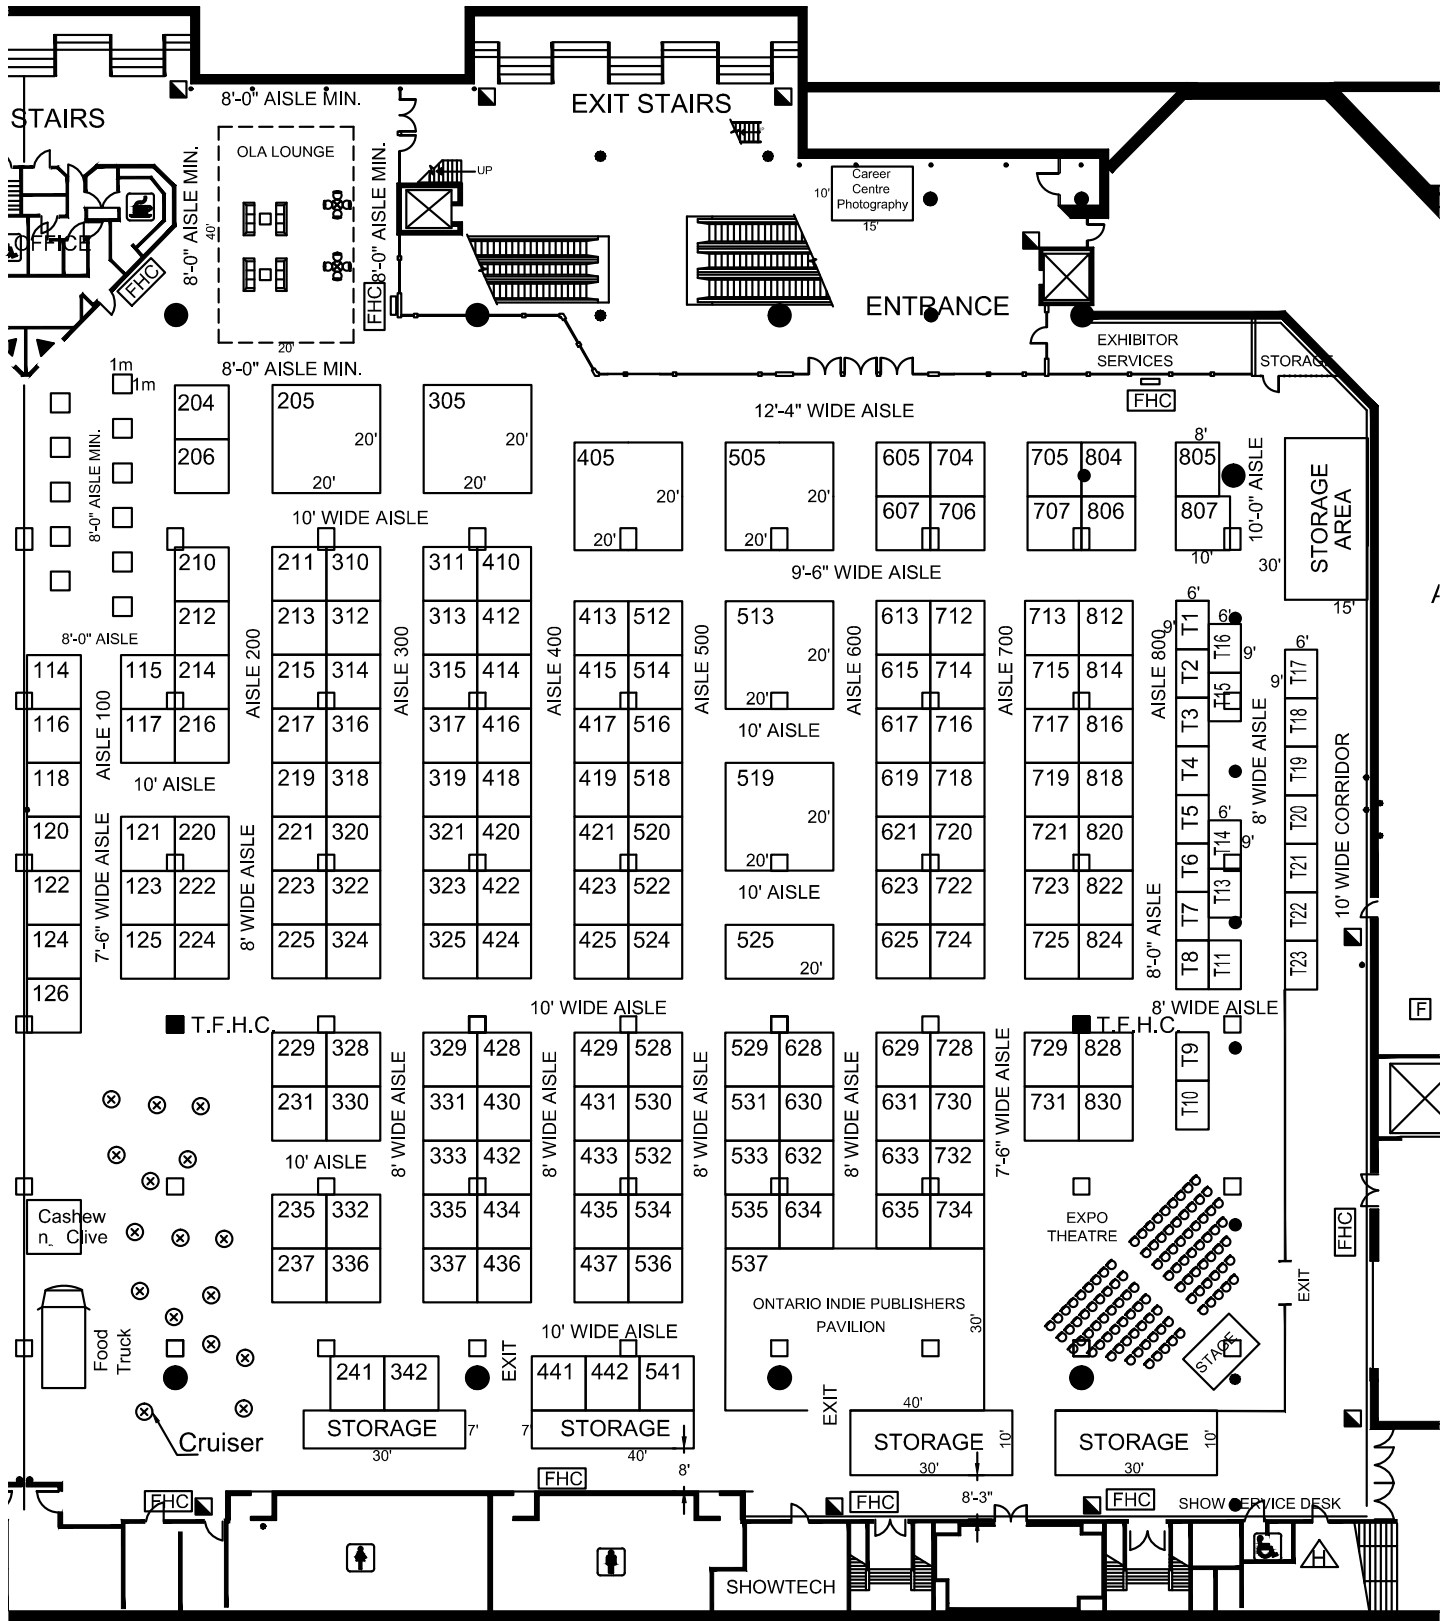 8'-0" AISLE MIN.
EXIT STAIRS
STAIRS
OLA LOUNGE
8'-0" AISLE MIN.
8'-0" AISLE MIN.
40'
UP
Career
Centre
Photography
10'
15'
OFFICE
FHC
FHC
ENTRANCE
20'
8'-0" AISLE MIN.
EXHIBITOR
SERVICES
STORAGE
FHC
1m
1m
12'-4" WIDE AISLE
204
205
20'
20'
305
20'
20'
206
8'-0" AISLE MIN.
405
20'
20'
505
20'
20'
605
704
705
804
8'
805
10'-0" AISLE
STORAGE
AREA
30'
15'
607
706
707
806
807
10'
10' WIDE AISLE
9'-6" WIDE AISLE
210
211
310
311
410
212
213
312
313
412
413
512
513
20'
20'
613
712
713
812
6'
9'
T1
6'
T16
9'
8'-0" AISLE
114
115
214
AISLE 200
215
314
AISLE 300
315
414
AISLE 400
415
514
AISLE 500
AISLE 600
615
714
AISLE 700
715
814
AISLE 800
T2
T15
6'
9'
T17
116
AISLE 100
117
216
217
316
317
416
417
516
10' AISLE
617
716
717
816
T3
8' WIDE AISLE
T18
118
10' AISLE
219
318
319
418
419
518
519
20'
20'
619
718
719
818
T4
T19
10' WIDE CORRIDOR
120
7'-6" WIDE AISLE
121
220
8' WIDE AISLE
221
320
321
420
421
520
621
720
721
820
T5
6'
T14
9'
T20
122
123
222
223
322
323
422
423
522
10' AISLE
623
722
723
822
T6
T13
T21
124
125
224
225
324
325
424
425
524
525
20'
625
724
725
824
8'-0" AISLE
T7
T22
T8
T11
T23
126
10' WIDE AISLE
8' WIDE AISLE
T.F.H.C.
T.F.H.C.
F
229
328
8' WIDE AISLE
329
428
8' WIDE AISLE
429
528
8' WIDE AISLE
529
628
8' WIDE AISLE
629
728
7'-6" WIDE AISLE
729
828
T9
231
330
331
430
431
530
531
630
631
730
731
830
T10
10' AISLE
333
432
433
532
533
632
633
732
235
332
335
434
435
534
535
634
635
734
EXPO
THEATRE
Cashew
Clive
FHC
237
336
337
436
437
536
537
ONTARIO INDIE PUBLISHERS
PAVILION
30'
EXIT
Food
Truck
10' WIDE AISLE
STAGE
241
342
EXIT
441
442
541
EXIT
40'
Cruiser
STORAGE
7'
30'
7'
STORAGE
40'
8'
STORAGE
10'
30'
STORAGE
10'
30'
FHC
FHC
FHC
8'-3"
FHC
SHOW SERVICE DESK
SHOWTECH
H